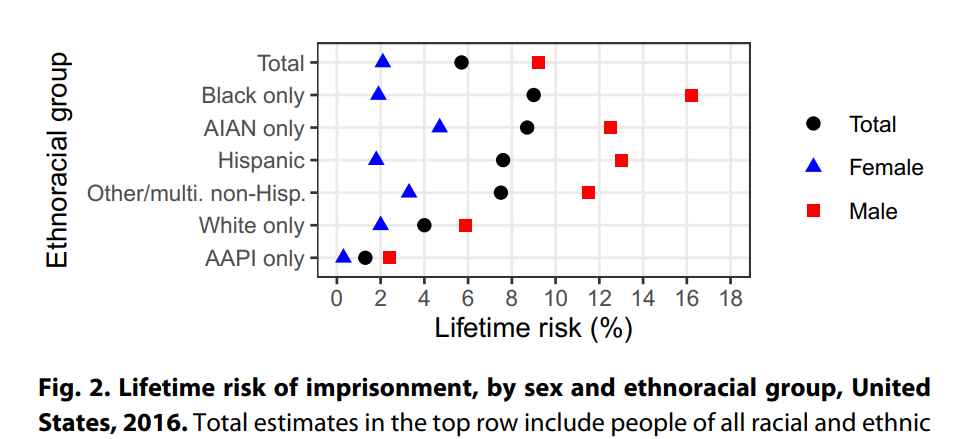 Ethnoracial group
Total
Black only
AIAN only
Hispanic
Other/multi. non-Hisp.
White only
AAPI only
0 2 4 6 8 10 12 14 16 18
Lifetime risk (%)
Total
Female
Male
Fig. 2. Lifetime risk of imprisonment, by sex and ethnoracial group, United
States, 2016. Total estimates in the top row include people of all racial and ethnic